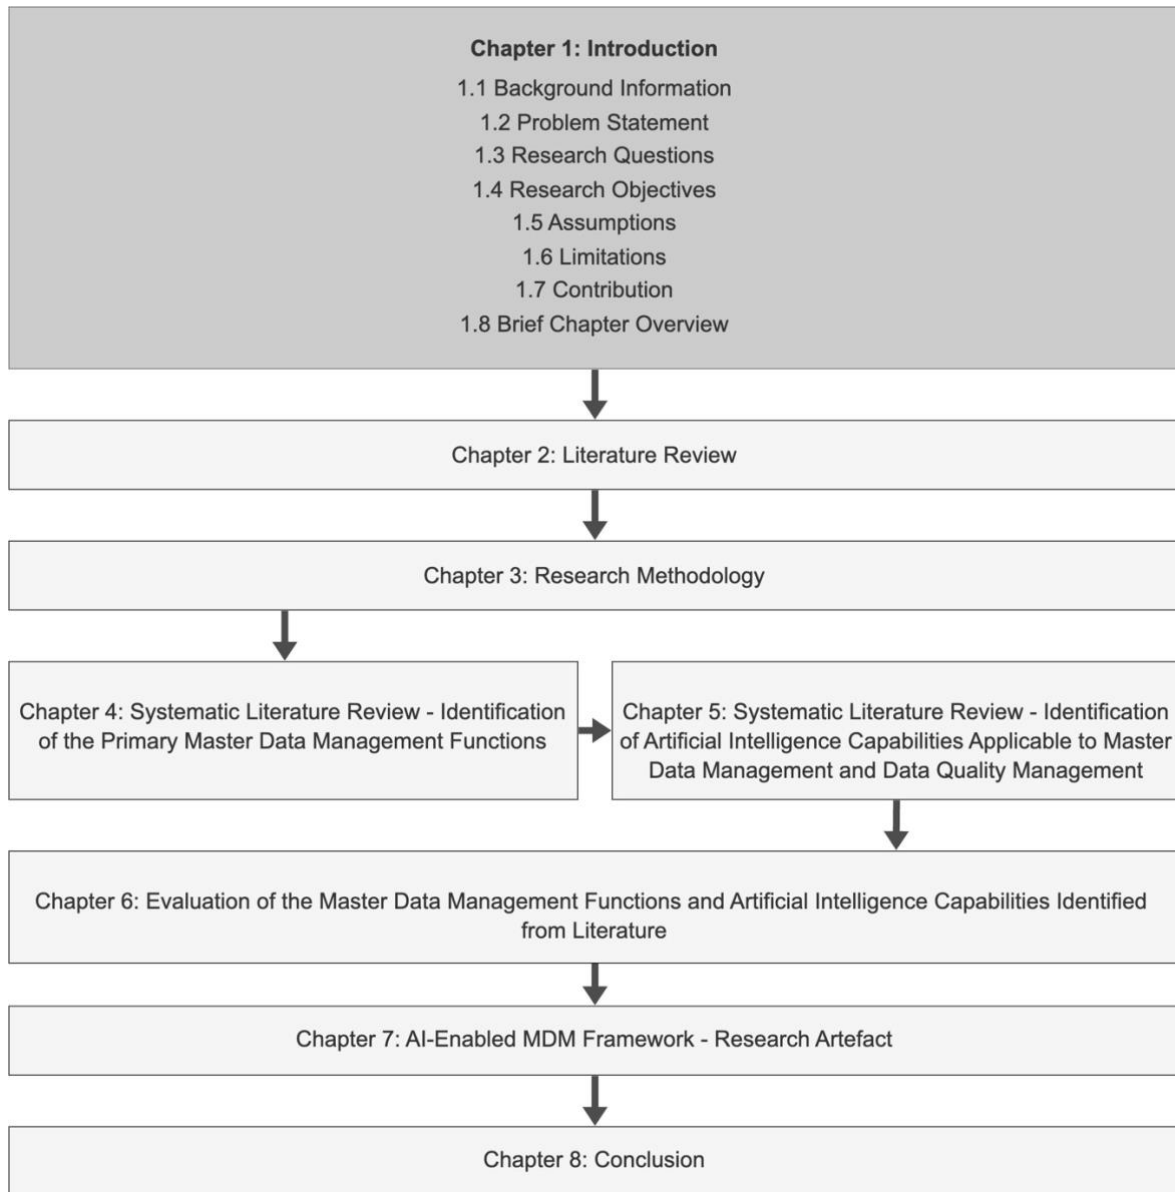 Chapter 1: Introduction
1.1 Background Information
1.2 Problem Statement
1.3 Research Questions
1.4 Research Objectives
1.5 Assumptions
1.6 Limitations
1.7 Contribution
1.8 Brief Chapter Overview
Chapter 2: Literature Review
Chapter 3: Research Methodology
Chapter 4: Systematic Literature Review - Identification
of the Primary Master Data Management Functions
Chapter 5: Systematic Literature Review - Identification
of Artificial Intelligence Capabilities Applicable to Master
Data Management and Data Quality Management
Chapter 6: Evaluation of the Master Data Management Functions and Artificial Intelligence Capabilities Identified
from Literature
Chapter 7: AI-Enabled MDM Framework - Research Artefact
Chapter 8: Conclusion